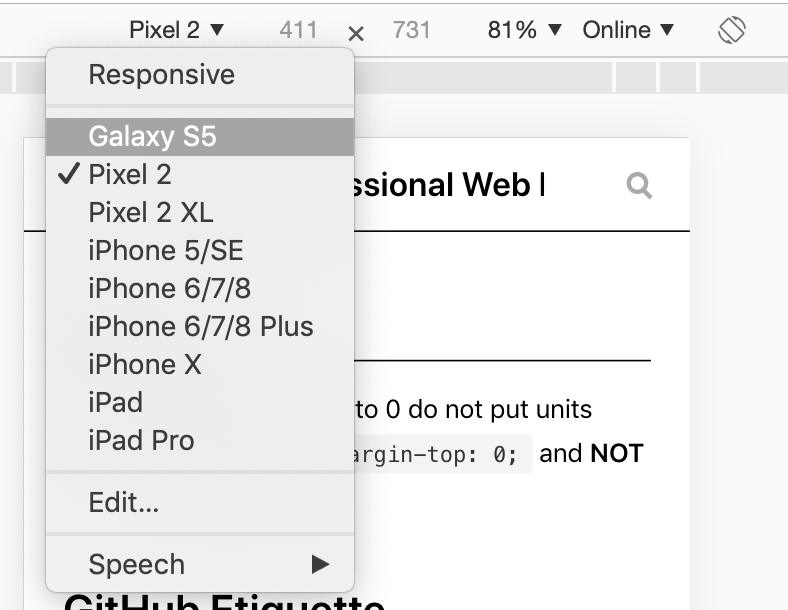 Pixel 2 ▼ 411 × 731 81% ▼ Online ▼
Responsive
Galaxy S5
✓ Pixel 2
Pixel 2 XL
iPhone 5/SE
iPhone 6/7/8
iPhone 6/7/8 Plus
iPhone X
iPad
iPad Pro
Edit...
Speech ▶
ssional Web
to 0 do not put units
argin-top: 0; and NOT
GitHub Etiquette